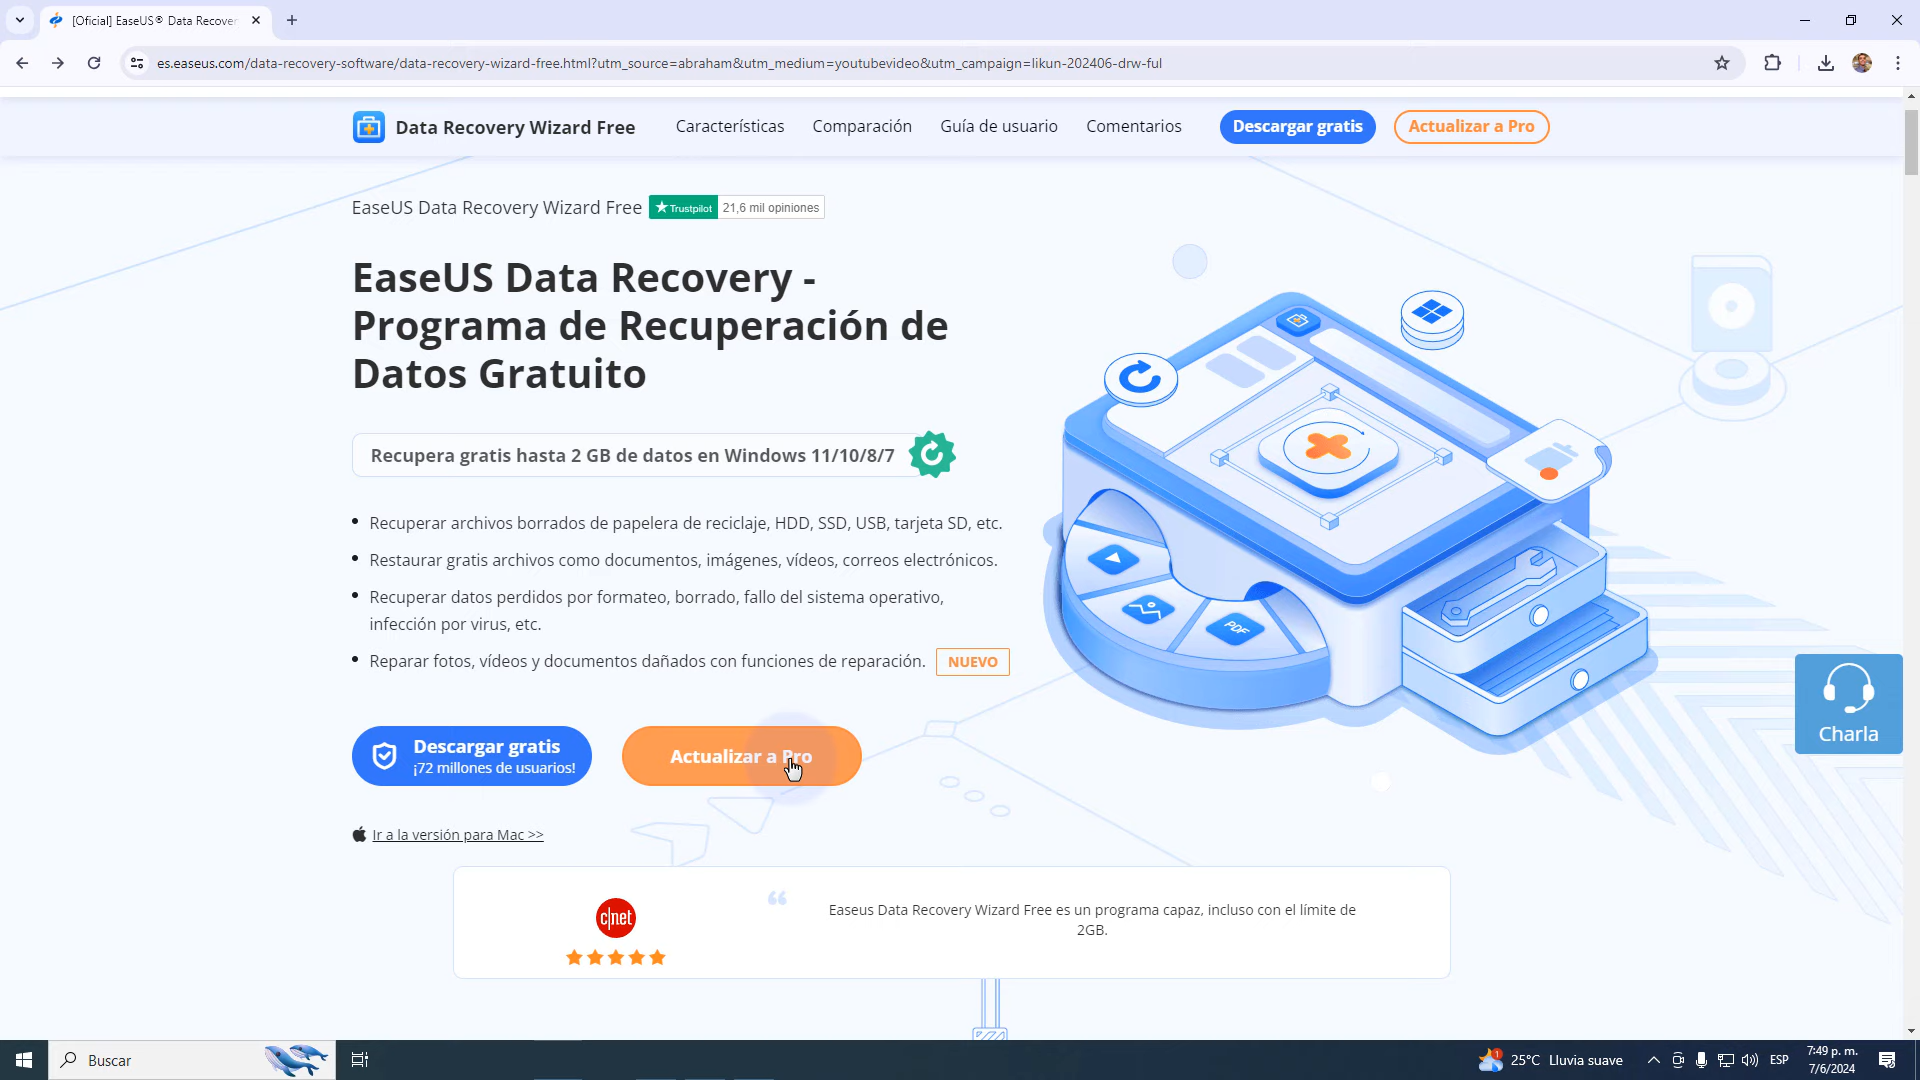 [Oficial] EaseUS® Data Recover
es.easeus.com/data-recovery-software/data-recovery-wizard-free.html?utm_source=abraham&utm_medium=youtubevideo&utm_campaign=likun-202406-drw-ful
Data Recovery Wizard Free
Características
Comparación
Guía de usuario
Comentarios
Descargar gratis
Actualizar a Pro
EaseUS Data Recovery Wizard Free
Trustpilot
21,6 mil opiniones
EaseUS Data Recovery -
Programa de Recuperación de
Datos Gratuito
Recupera gratis hasta 2 GB de datos en Windows 11/10/8/7
Recuperar archivos borrados de papelera de reciclaje, HDD, SSD, USB, tarjeta SD, etc.
Restaurar gratis archivos como documentos, imágenes, vídeos, correos electrónicos.
Recuperar datos perdidos por formateo, borrado, fallo del sistema operativo,
infección por virus, etc.
Reparar fotos, vídeos y documentos dañados con funciones de reparación.
NUEVO
PDF
Descargar gratis
¡72 millones de usuarios!
Actualizar a Pro
Charla
Ir a la versión para Mac >>
c|net
“
Easeus Data Recovery Wizard Free es un programa capaz, incluso con el límite de
2GB.
Buscar
1
25°C Lluvia suave
ESP
7:49 p. m.
7/6/2024